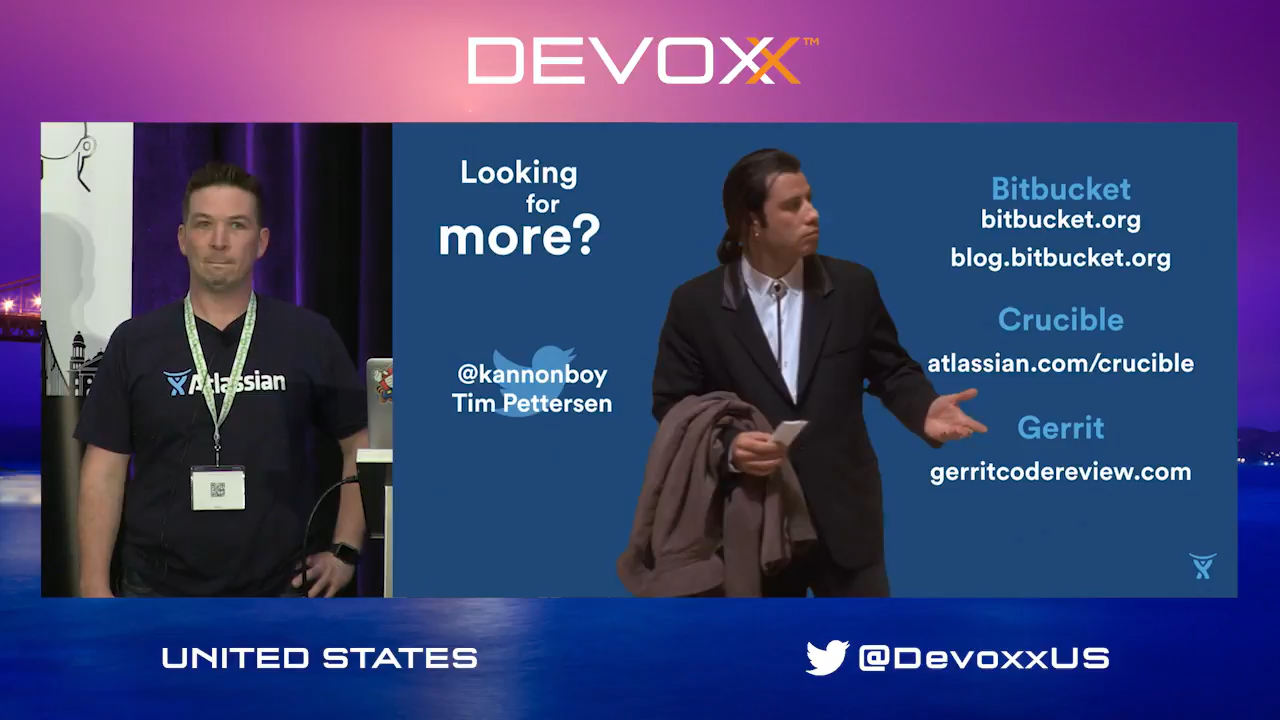 DEVOXX™
Atlassian
Looking
for
more?
@kannonboy
Tim Pettersen
Bitbucket
bitbucket.org
blog.bitbucket.org
Crucible
atlassian.com/crucible
Gerrit
gerritcodereview.com
UNITED STATES
@DevoxxUS